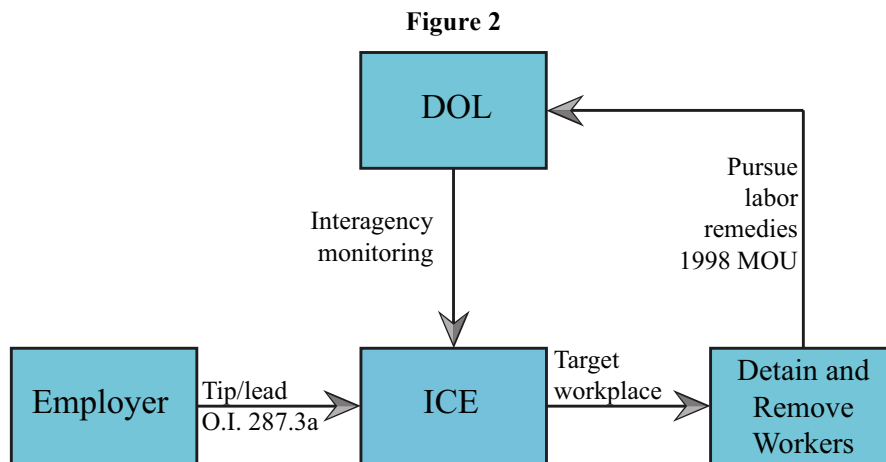 Figure 2
DOL
Pursue
labor
remedies
1998 MOU
Interagency
monitoring
Employer
Tip/lead
O.I. 287.3a
ICE
Target
workplace
Detain and
Remove
Workers